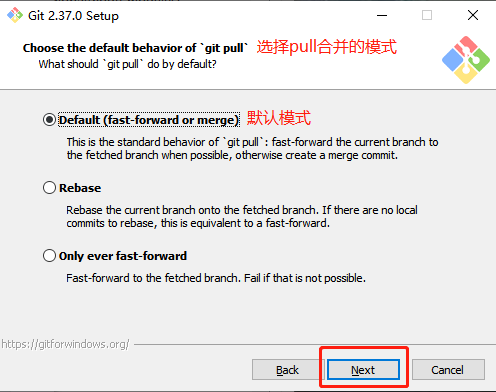 Git 2.37.0 Setup
Choose the default behavior of `git pull` 选择pull合并的模式
What should `git pull` do by default?
Default (fast-forward or merge) 默认模式
This is the standard behavior of `git pull`: fast-forward the current branch to
the fetched branch when possible, otherwise create a merge commit.
Rebase
Rebase the current branch onto the fetched branch. If there are no local
commits to rebase, this is equivalent to a fast-forward.
Only ever fast-forward
Fast-forward to the fetched branch. Fail if that is not possible.
https://gitforwindows.org/
Back Next Cancel